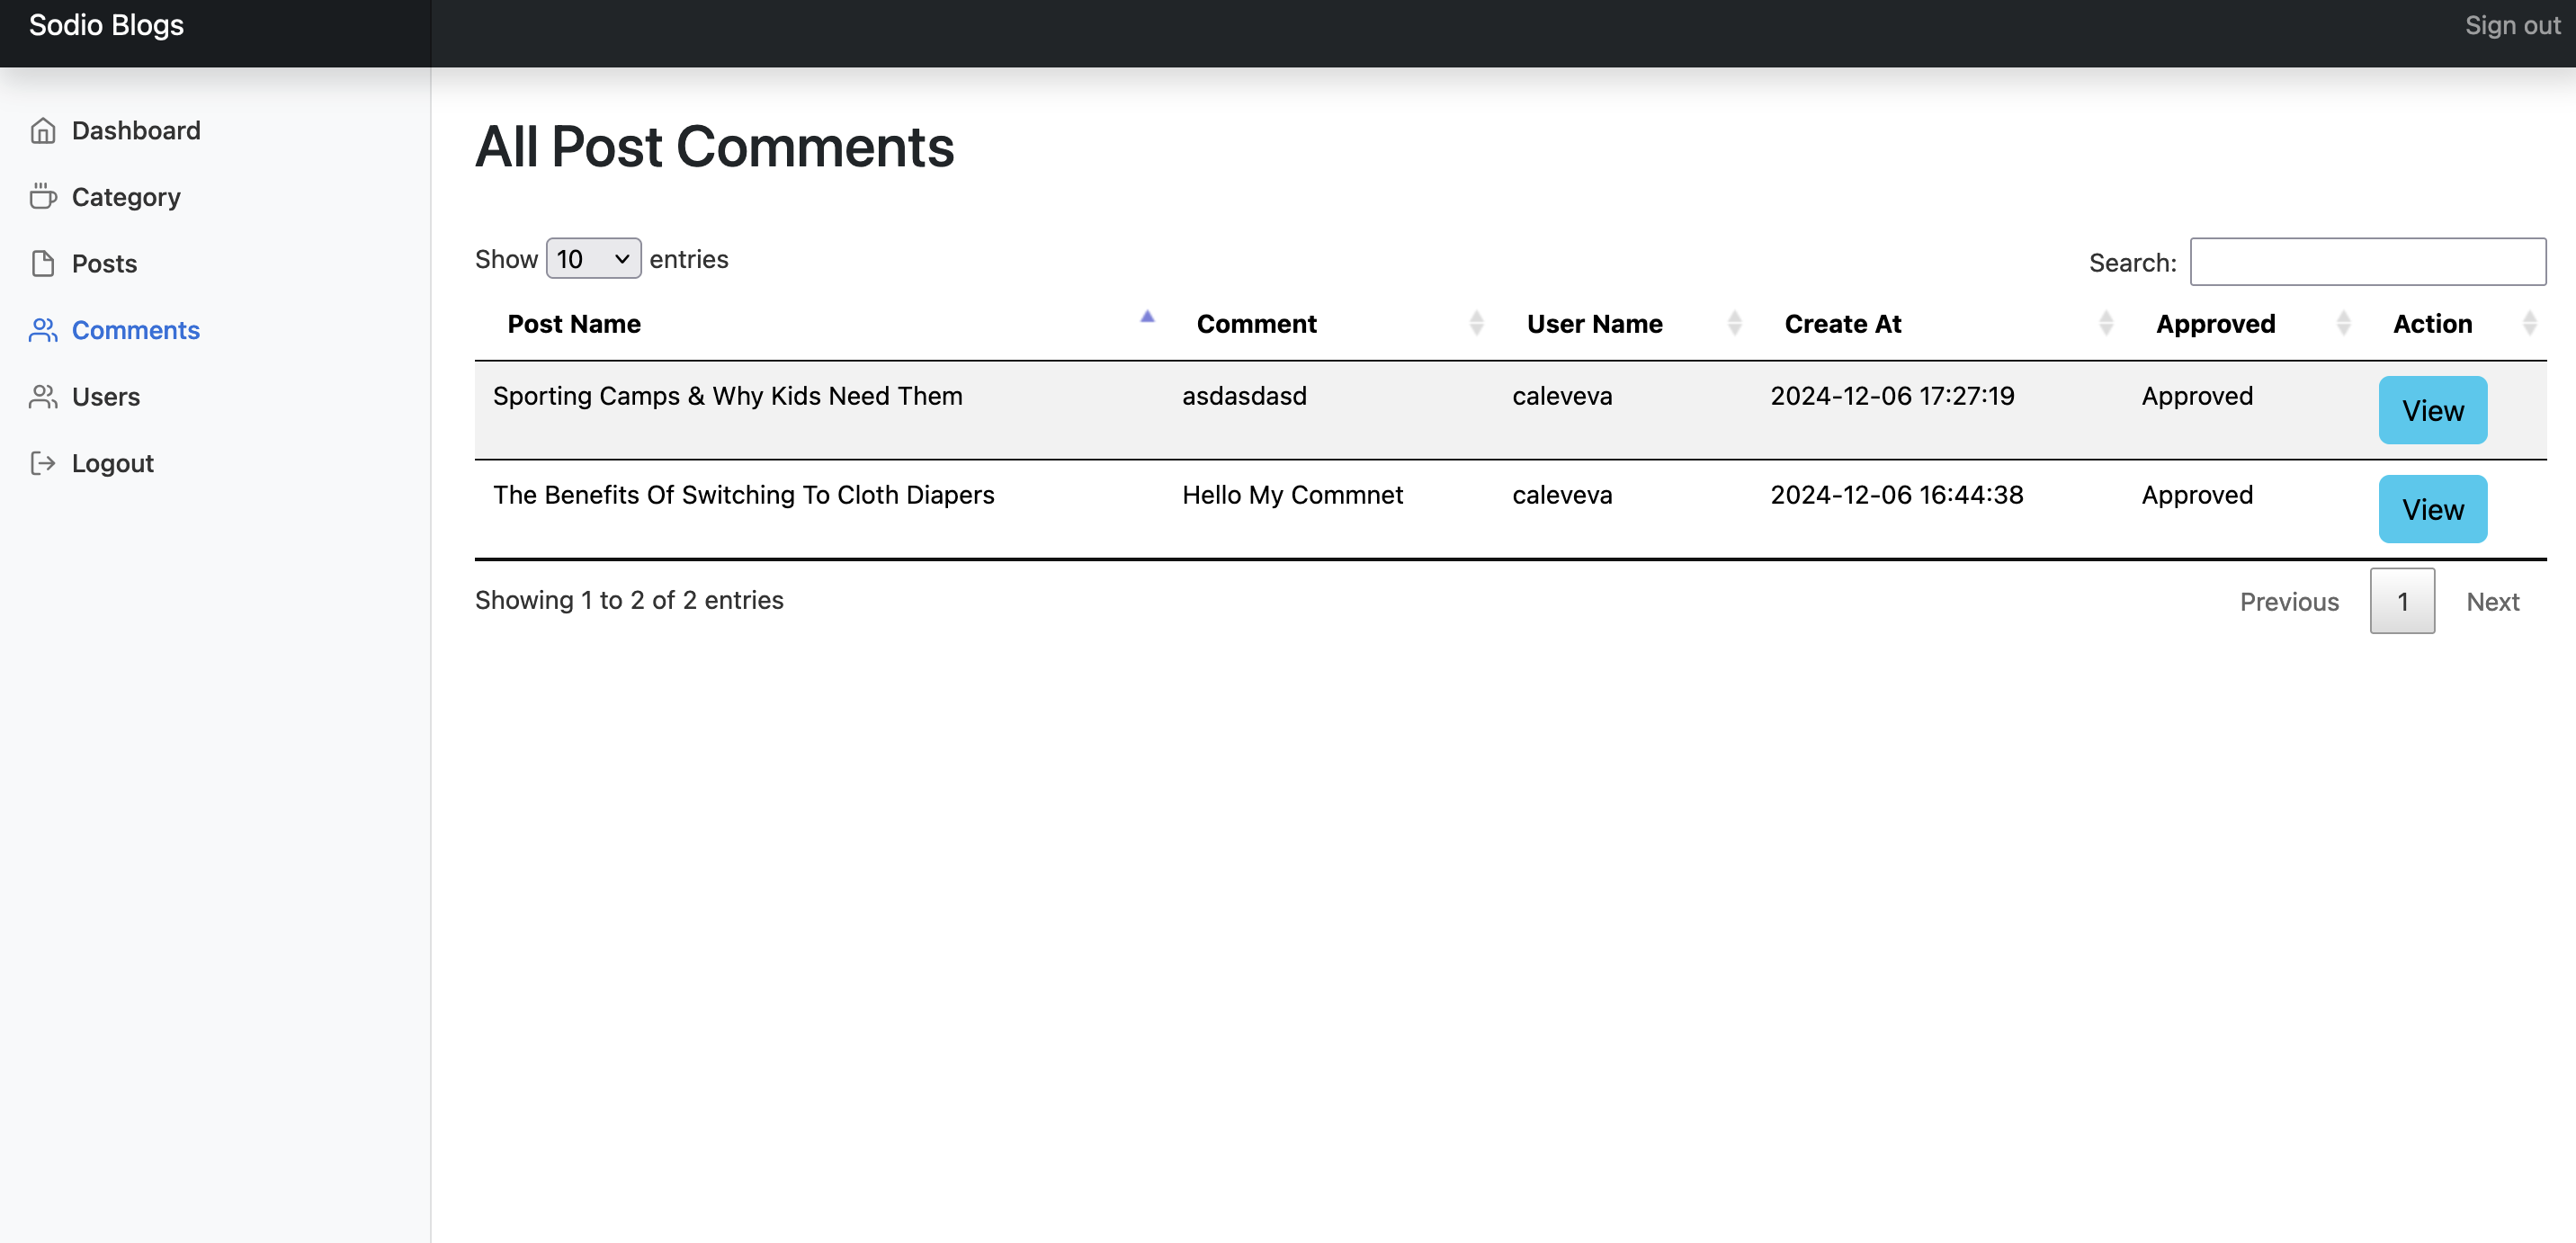 Sodio Blogs
Sign out
Dashboard
Category
Posts
Comments
Users
Logout
All Post Comments
Show 10 entries
Search:
Post Name Comment User Name Create At Approved Action
Sporting Camps & Why Kids Need Them asdasdasd caleveva 2024-12-06 17:27:19 Approved View
The Benefits Of Switching To Cloth Diapers Hello My Commnet caleveva 2024-12-06 16:44:38 Approved View
Showing 1 to 2 of 2 entries
Previous 1 Next